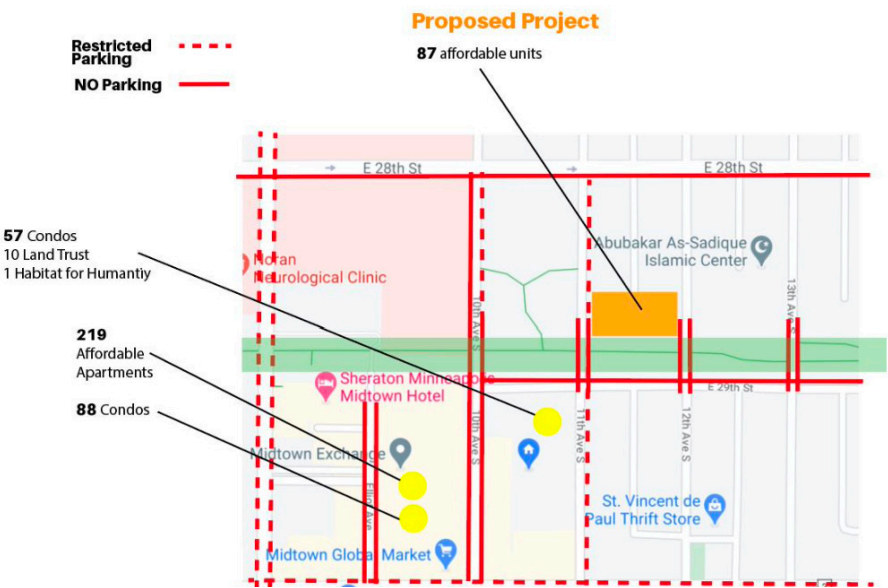 Proposed Project
87 affordable units
Restricted
Parking
NO Parking
E 28th St
E 28th St
57 Condos
10 Land Trust
1 Habitat for Humantiy
Noran
Neurological Clinic
Abubakar As-Sadique
Islamic Center
10th Ave S
13th Ave S
219
Affordable
Apartments
88 Condos
Sheraton Minneapolis
Midtown Hotel
E 29th St
Midtown Exchange
10th Ave S
11th Ave S
12th Ave S
Elliot Ave
St. Vincent de
Paul Thrift Store
Midtown Global Market